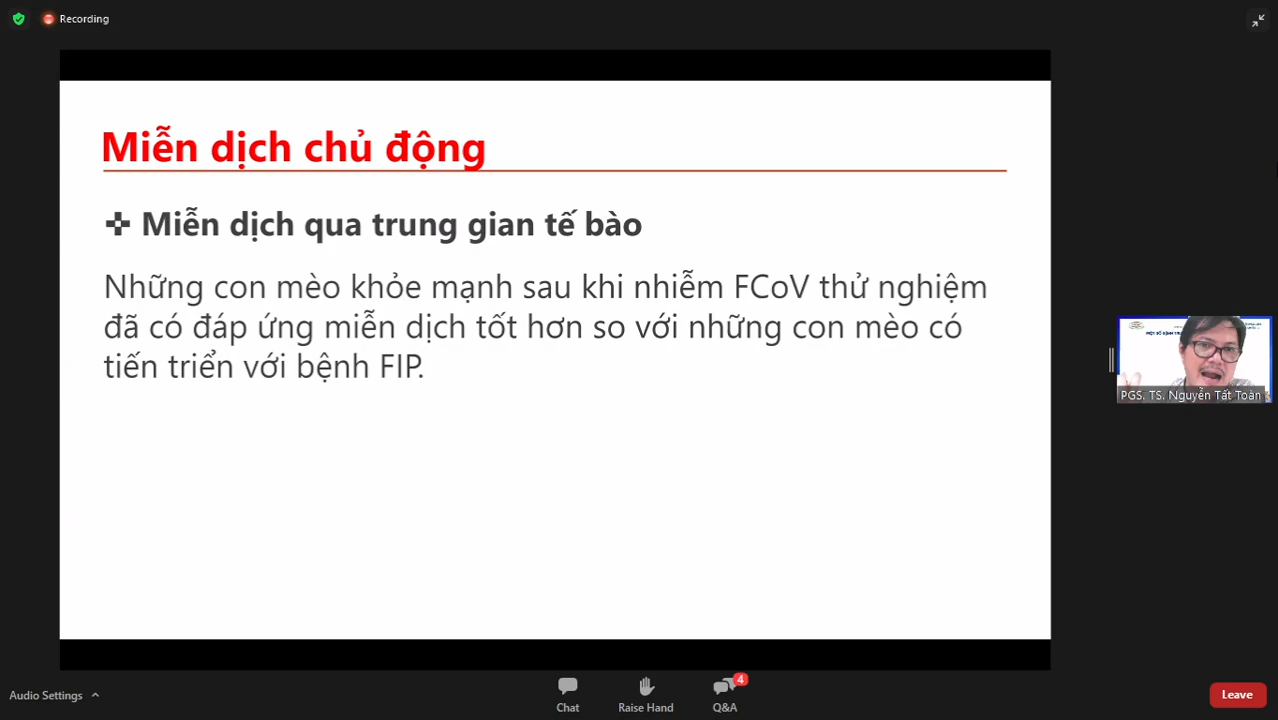 Recording
Miễn dịch chủ động
Miễn dịch qua trung gian tế bào
Những con mèo khỏe mạnh sau khi nhiễm FCoV thử nghiệm
đã có đáp ứng miễn dịch tốt hơn so với những con mèo có
tiến triển với bệnh FIP.
PGS. TS. Nguyễn Tất Toàn
Audio Settings
Chat
Raise Hand
4
Q&A
Leave